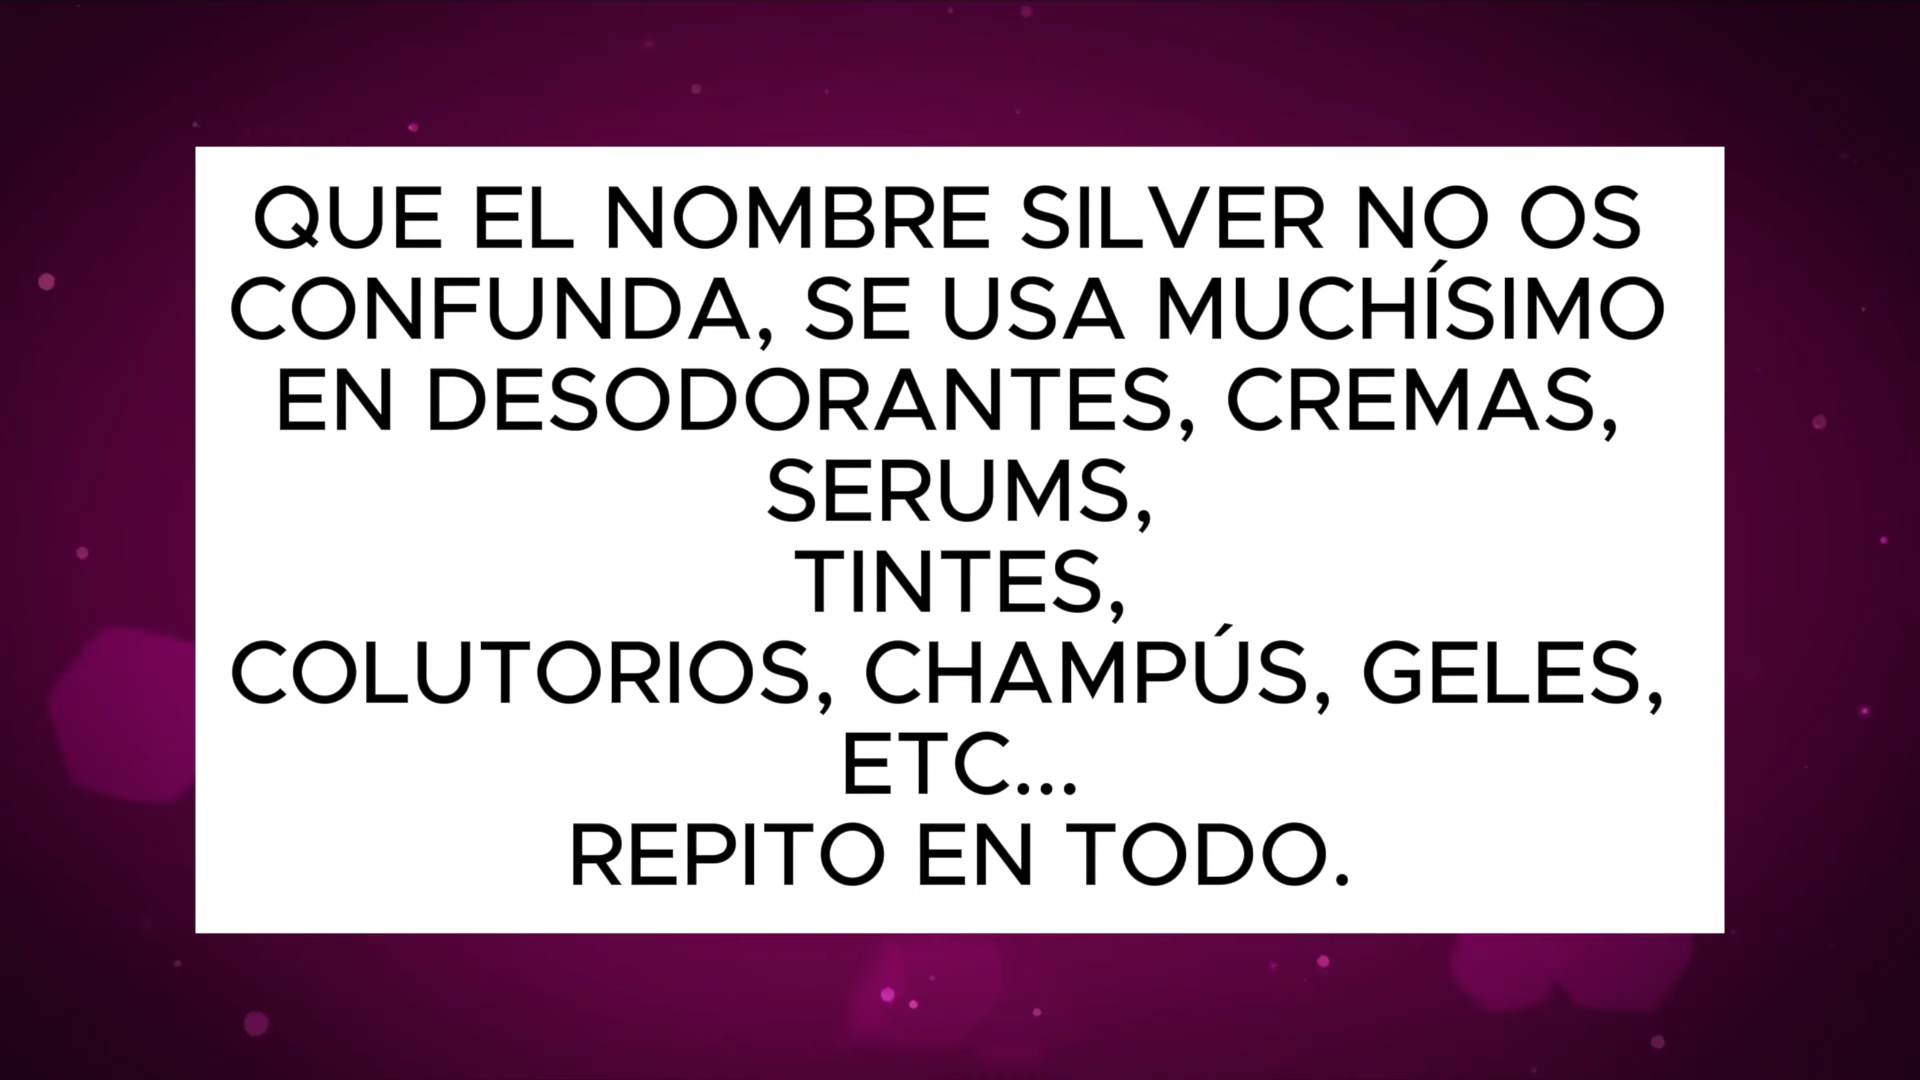 QUE EL NOMBRE SILVER NO OS
CONFUNDA, SE USA MUCHÍSIMO
EN DESODORANTES, CREMAS,
SERUMS,
TINTES,
COLUTORIOS, CHAMPÚS, GELES,
ETC...
REPITO EN TODO.